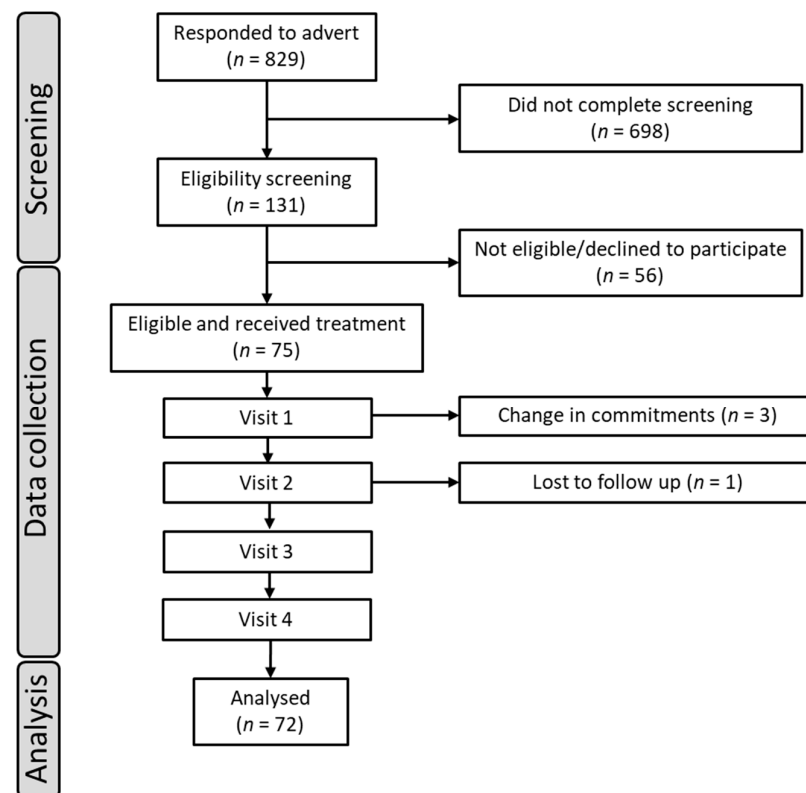 Screening
Responded to advert
(n = 829)
Did not complete screening
(n = 698)
Eligibility screening
(n = 131)
Not eligible/declined to participate
(n = 56)
Data collection
Eligible and received treatment
(n = 75)
Visit 1
Change in commitments (n = 3)
Visit 2
Lost to follow up (n = 1)
Visit 3
Visit 4
Analysis
Analysed
(n = 72)